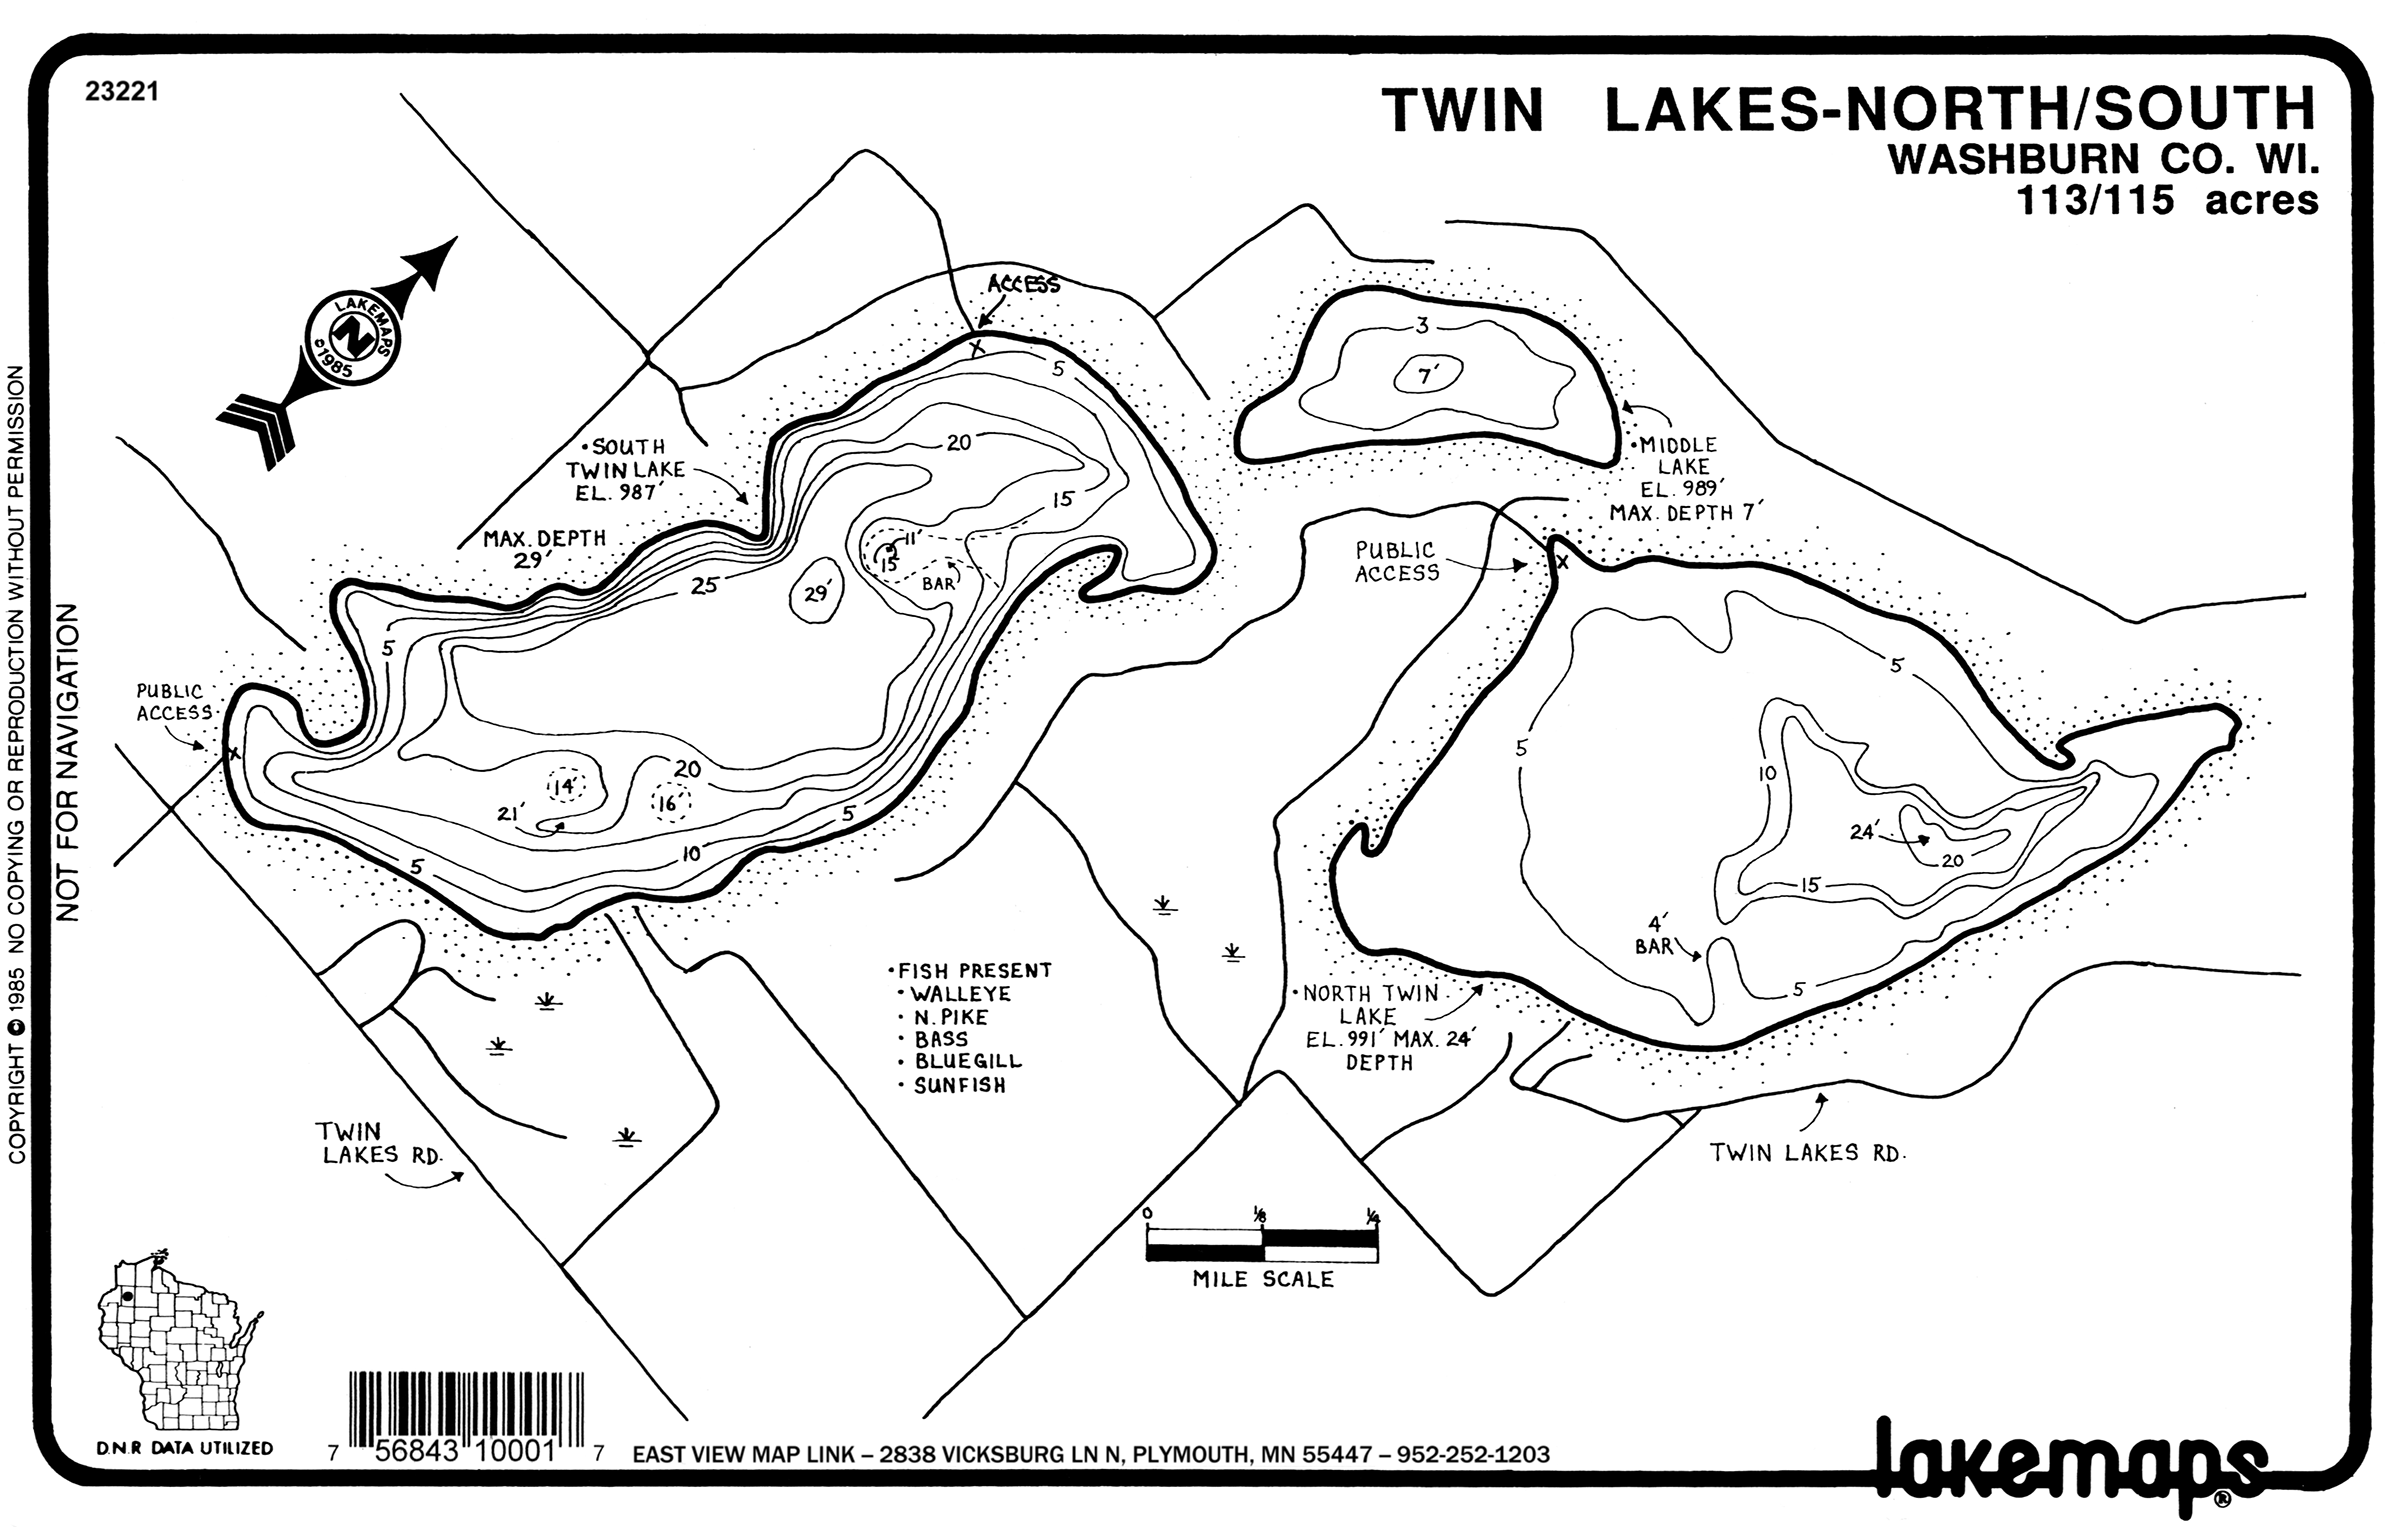 23221
TWIN LAKES-NORTH/SOUTH
WASHBURN CO. WI.
113/115 acres
LAKEMAPS
N
©1985
ACCESS
5
20
15
•SOUTH
TWIN LAKE
EL. 987′
MAX. DEPTH
29′
11′
15
BAR
25
29′
5
PUBLIC
ACCESS
14′
21′
20
16′
5
10
5
3
7′
•MIDDLE
LAKE
EL. 989′
MAX. DEPTH 7′
PUBLIC
ACCESS
5
5
10
24′
20
15
4′
BAR
5
•NORTH TWIN
LAKE
EL. 991′ MAX. 24′
DEPTH
•FISH PRESENT
• WALLEYE
• N. PIKE
• BASS
• BLUEGILL
• SUNFISH
TWIN
LAKES RD.
TWIN LAKES RD.
0 1/8 1/4
MILE SCALE
D.N.R DATA UTILIZED
7 56843 10001 7
EAST VIEW MAP LINK – 2838 VICKSBURG LN N, PLYMOUTH, MN 55447 – 952-252-1203
lakemaps®
NOT FOR NAVIGATION
COPYRIGHT © 1985 NO COPYING OR REPRODUCTION WITHOUT PERMISSION